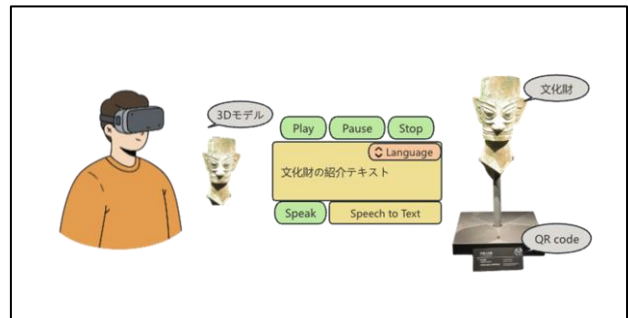 3Dモデル
Play
Pause
Stop
Language
文化財の紹介テキスト
Speak
Speech to Text
文化財
QR code